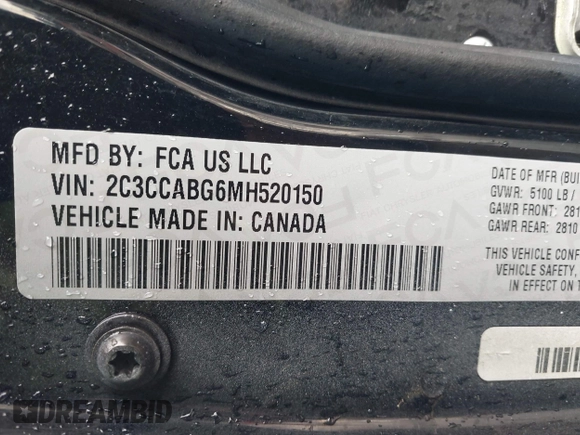 MFD BY: FCA US LLC
VIN: 2C3CCABG6MH520150
VEHICLE MADE IN: CANADA
DATE OF MFR (BUI
GVWR: 5100 LB /
GAWR FRONT: 281
GAWR REAR: 2810
THIS VEHICLE CONF
VEHICLE SAFETY,
IN EFFECT ON T
DREAMBID